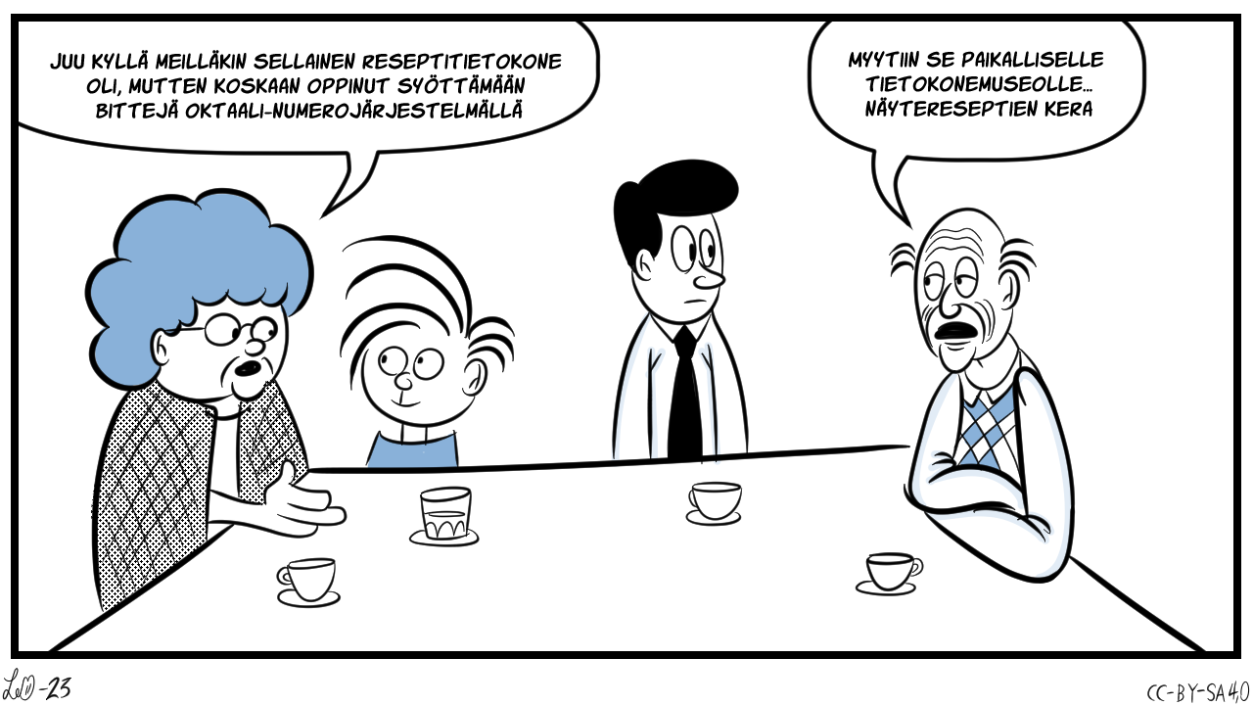 JUU KYLLÄ MEILLÄKIN SELLAINEN RESEPTITIETOKONE
OLI, MUTTEN KOSKAAN OPPINUT SYÖTTÄMÄÄN
BITTEJÄ OKTAALI-NUMEROJÄRJESTELMÄLLÄ
MYYTIIN SE PAIKALLISELLE
TIETOKONEMUSEOLLE...
NÄYTERESEPTIEN KERA
-23
CC-BY-SA 4,0